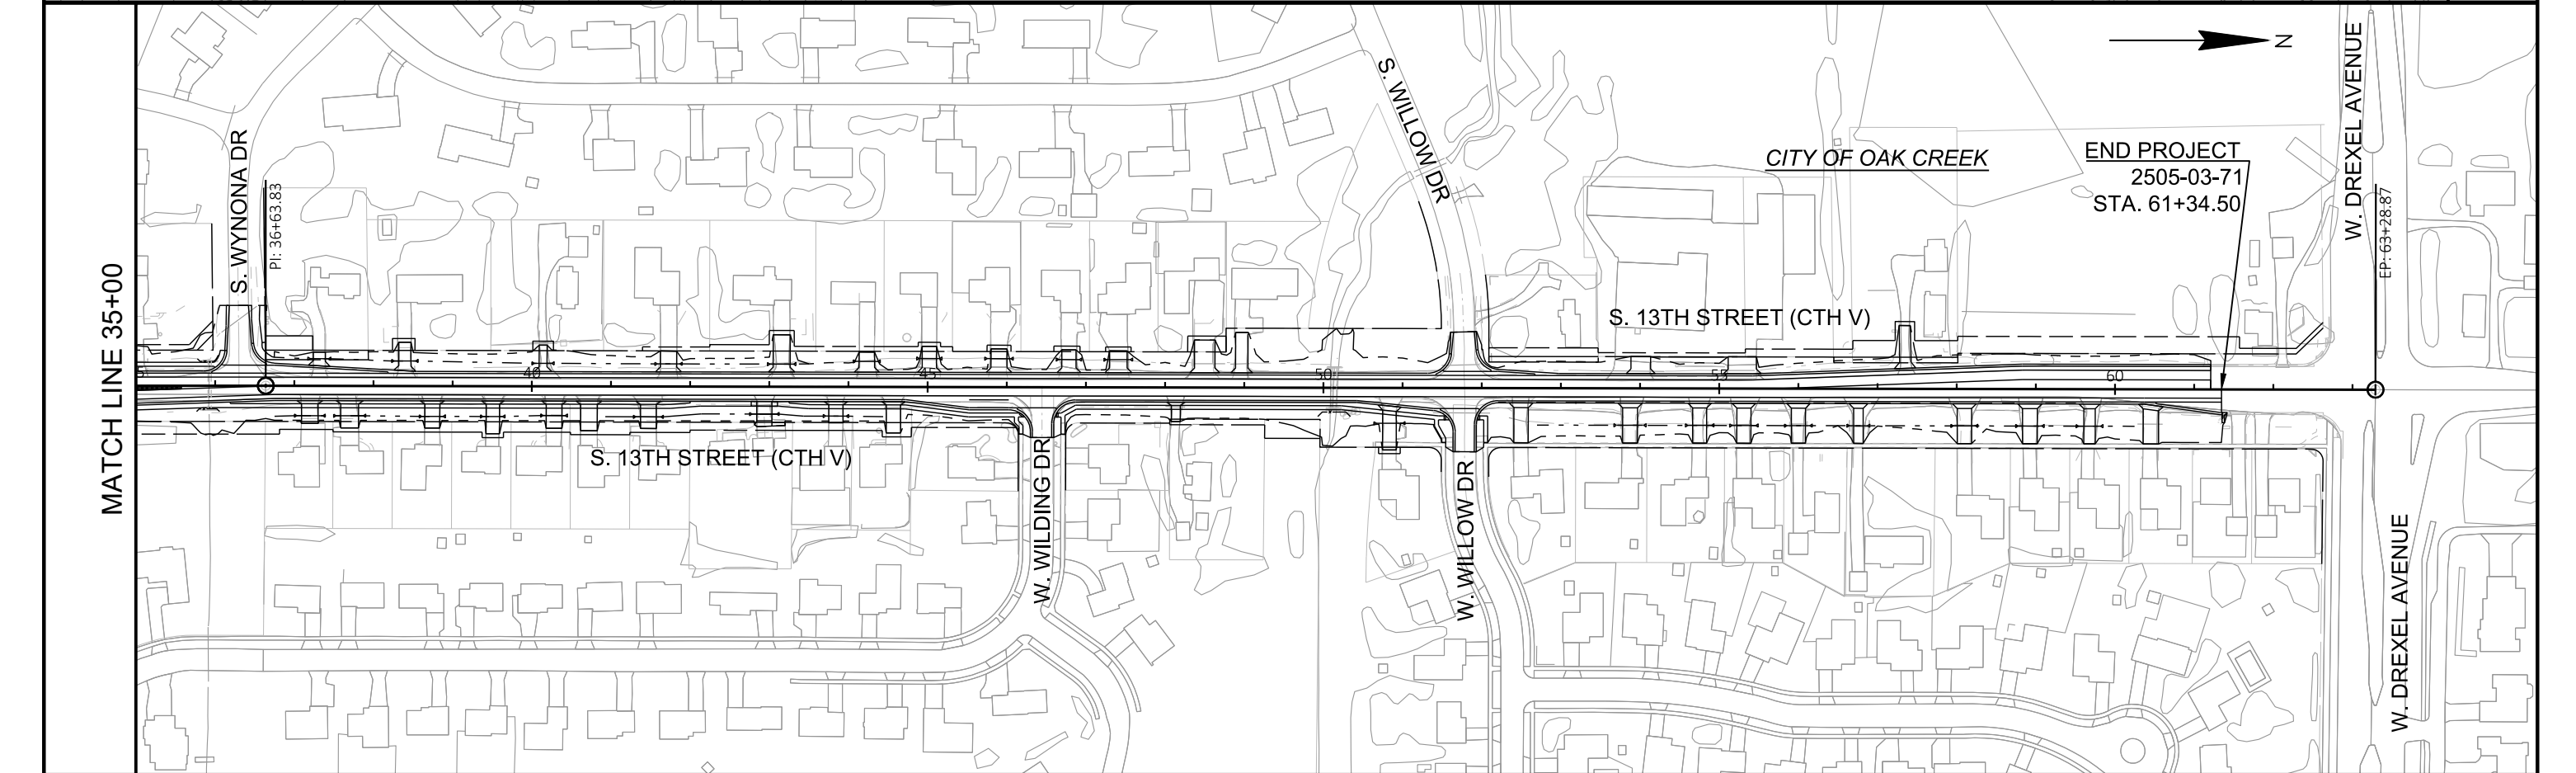 MATCH LINE 35+00
S. WYNONA DR
PI: 36+63.83
S. WILLOW DR
N
CITY OF OAK CREEK
END PROJECT
2505-03-71
STA. 61+34.50
W. DREXEL AVENUE
EP: 63+28.87
S. 13TH STREET (CTH V)
40
45
50
55
60
S. 13TH STREET (CTH V)
W. WILDING DR
W. WILLOW DR
W. DREXEL AVENUE